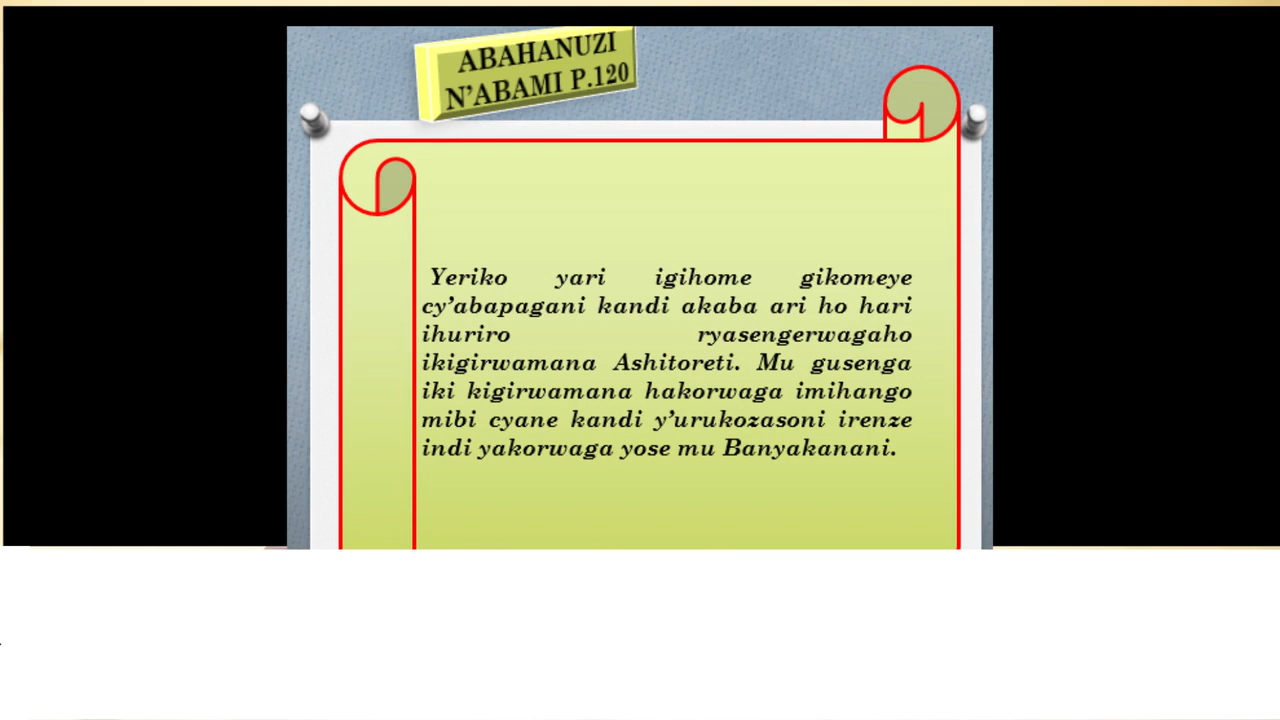 ABAHANUZI
N’ABAMI P.120
Yeriko yari igihome gikomeye
cy’abapagani kandi akaba ari ho hari
ihuriro ryasengerwagaho
ikigirwamana Ashitoreti. Mu gusenga
iki kigirwamana hakorwaga imihango
mibi cyane kandi y’urukozasoni irenze
indi yakorwaga yose mu Banyakanani.